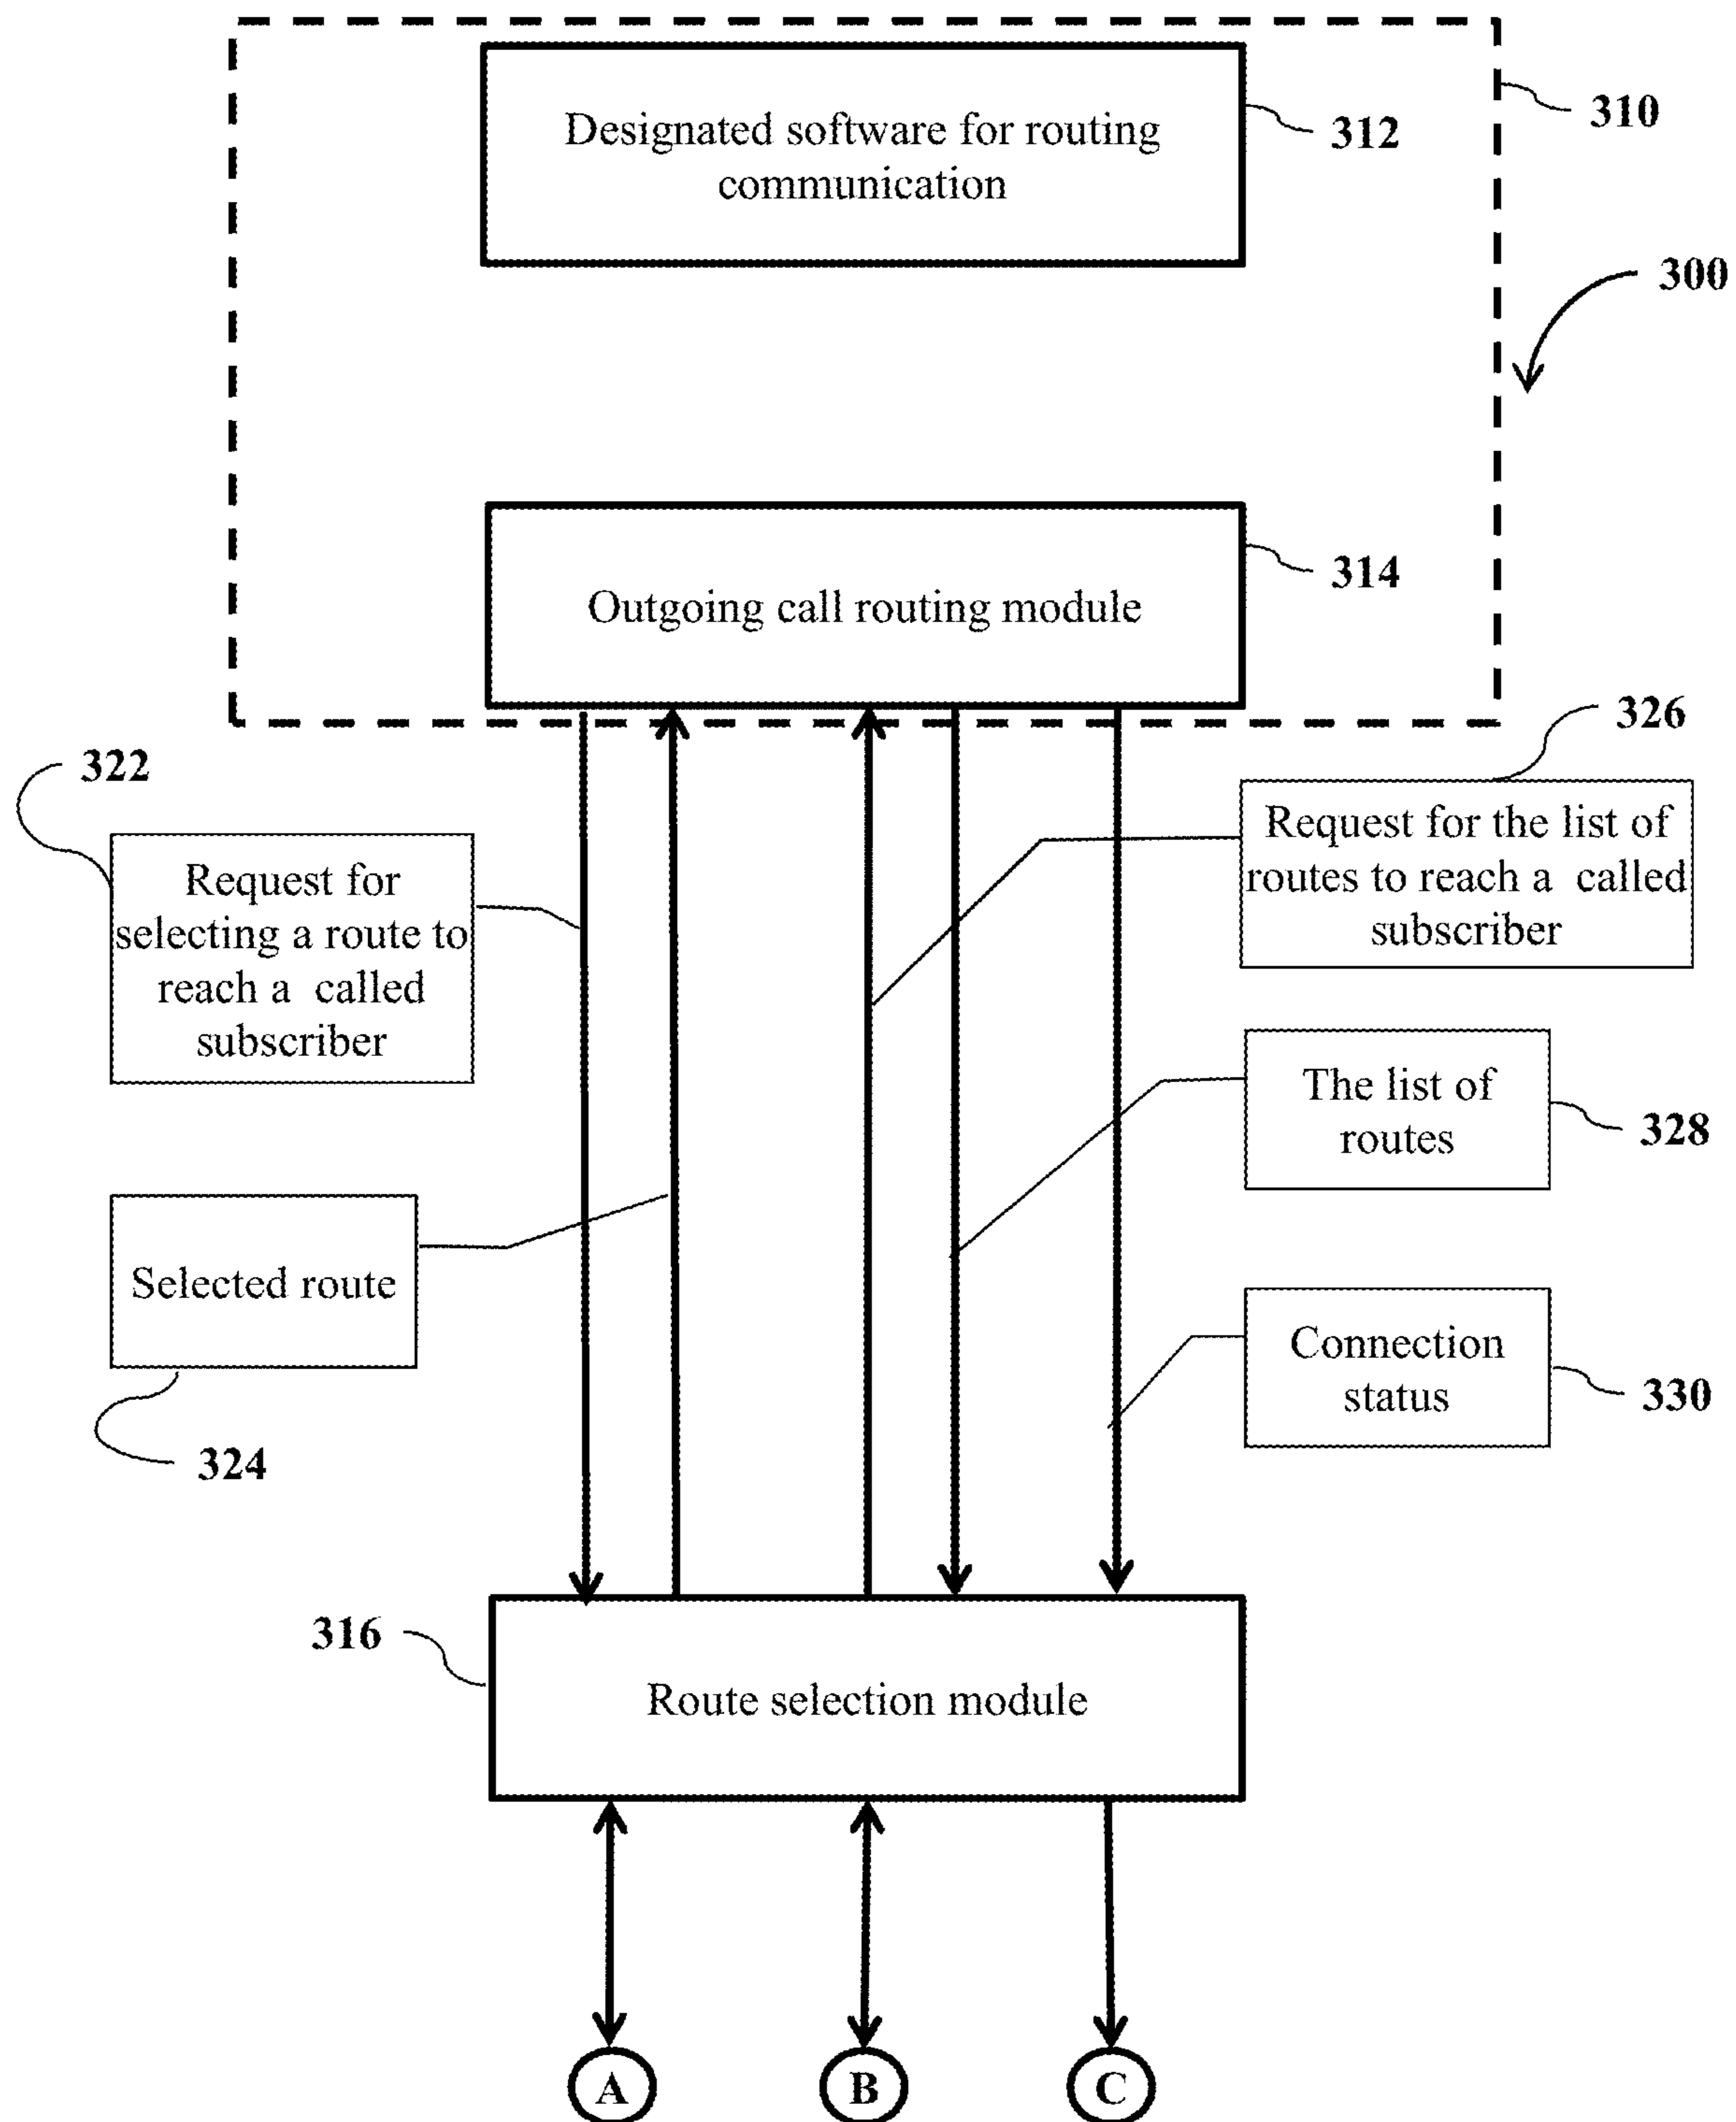 310
Designated software for routing
communication
312
300
314
Outgoing call routing module
326
322
Request for the list of
routes to reach a called
subscriber
Request for
selecting a route to
reach a called
subscriber
The list of
routes
328
Selected route
324
Connection
status
330
316
Route selection module
A
B
C